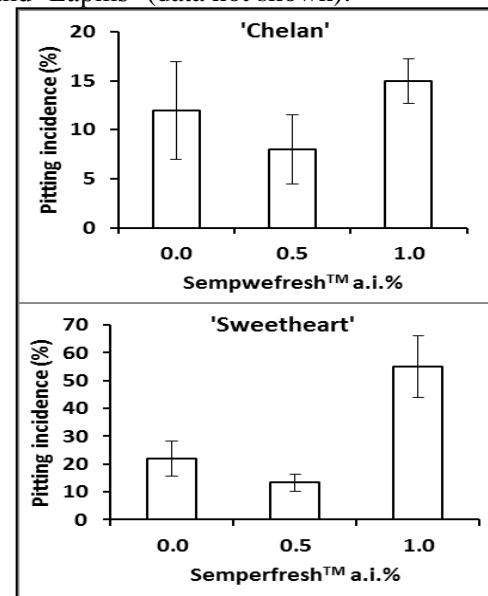 and "Lapins" (data not shown).
'Chelan'
Pitting incidence (%)
20
15
10
5
0
0.0 0.5 1.0
Sempwefresh™ a.i.%
'Sweetheart'
Pitting incidence (%)
70
60
50
40
30
20
10
0
0.0 0.5 1.0
Semperfresh™ a.i.%